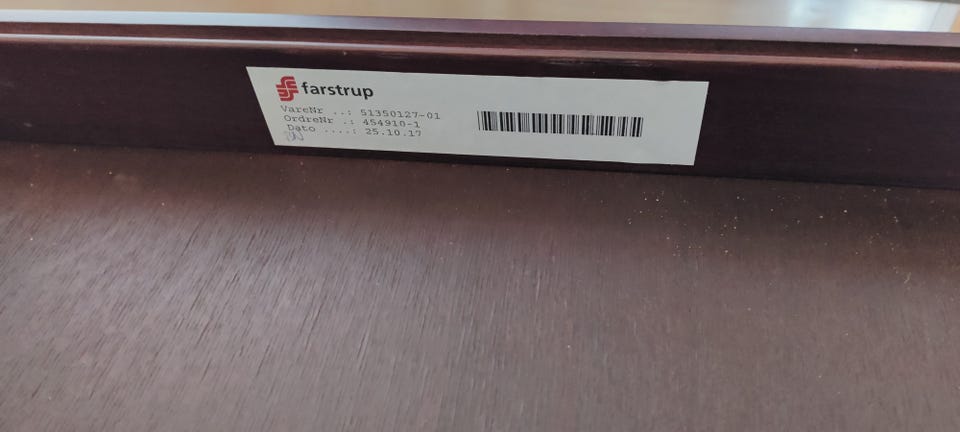 farstrup
VareNr ..: 51350127-01
OrdreNr .: 454910-1
Dato ....: 25.10.17